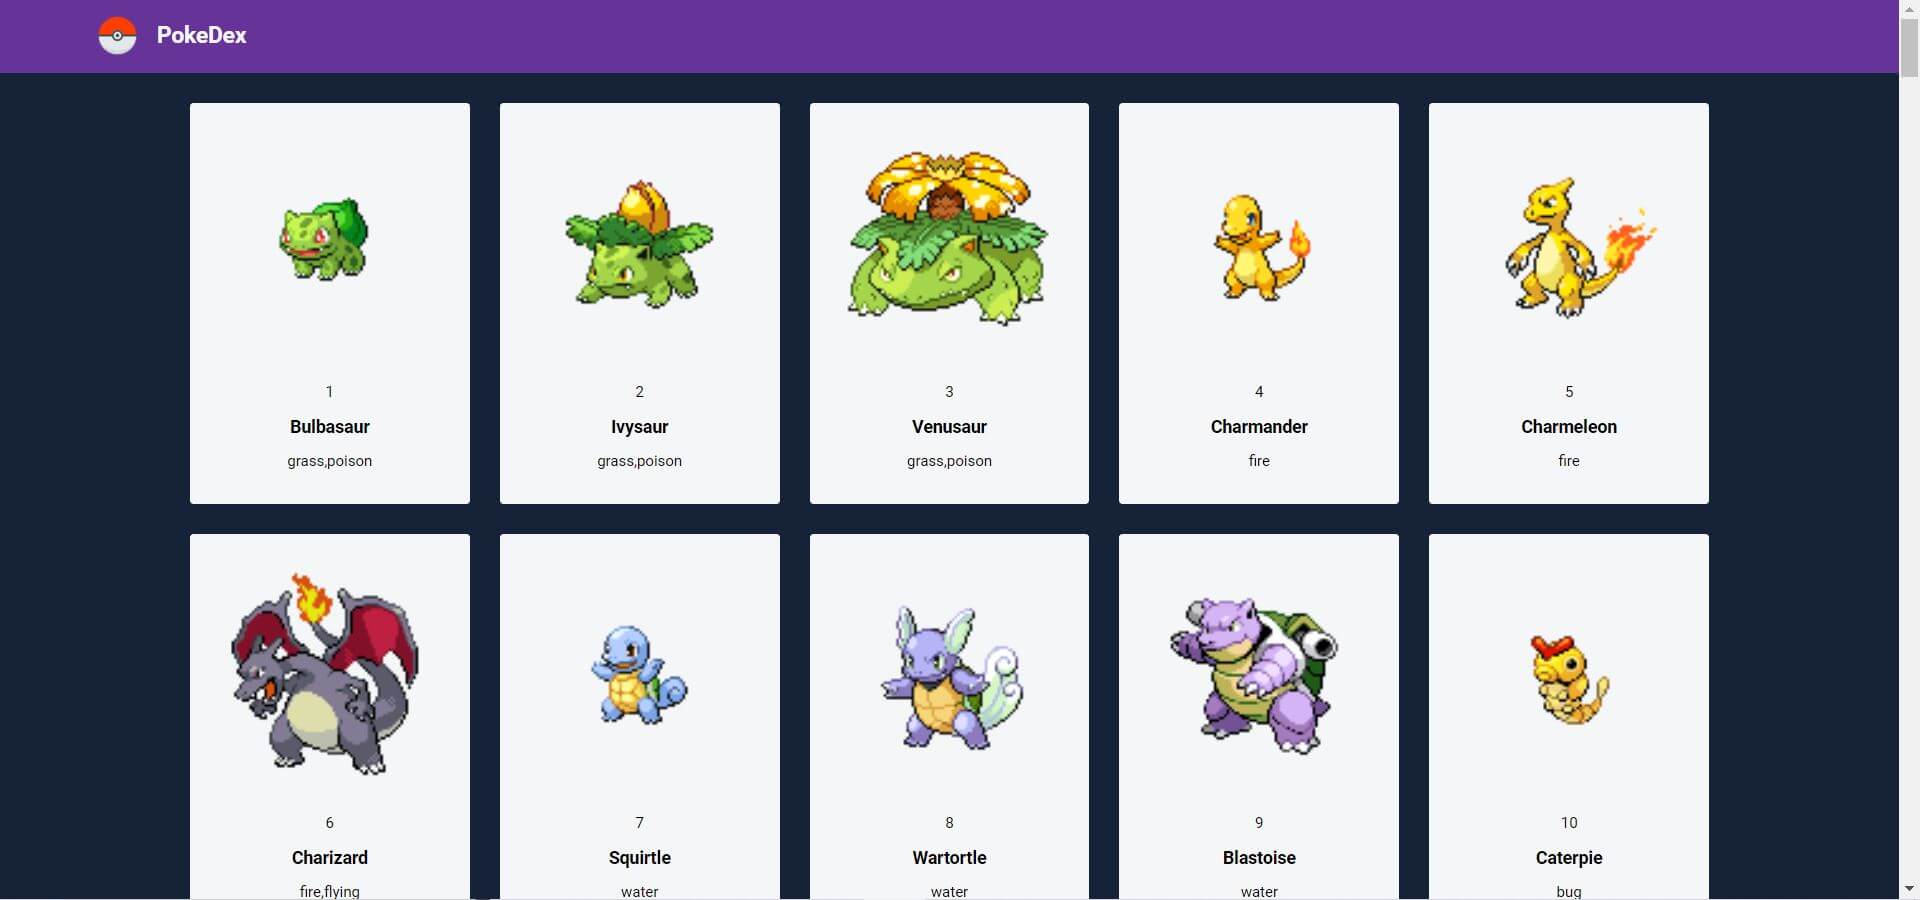 PokeDex
1
Bulbasaur
grass,poison
2
Ivysaur
grass,poison
3
Venusaur
grass,poison
4
Charmander
fire
5
Charmeleon
fire
6
Charizard
fire,flying
7
Squirtle
water
8
Wartortle
water
9
Blastoise
water
10
Caterpie
bug